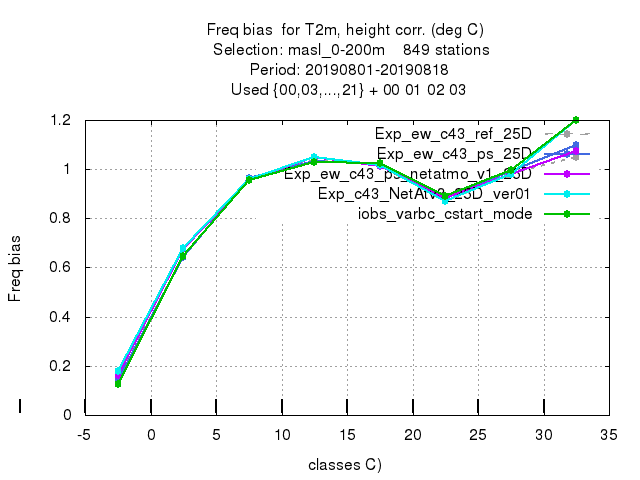 Freq bias for T2m, height corr. (deg C)
Selection: masl_0-200m 849 stations
Period: 20190801-20190818
Used {00,03,...,21} + 00 01 02 03
1.2
1
0.8
0.6
0.4
0.2
0
Freq bias
Exp_ew_c43_ref_25D
Exp_ew_c43_ps_25D
Exp_ew_c43_ps_netatmo_v1_25D
Exp_c43_NetAtv3_25D_ver01
iobs_varbc_cstart_mode
-5 0 5 10 15 20 25 30 35
classes C)